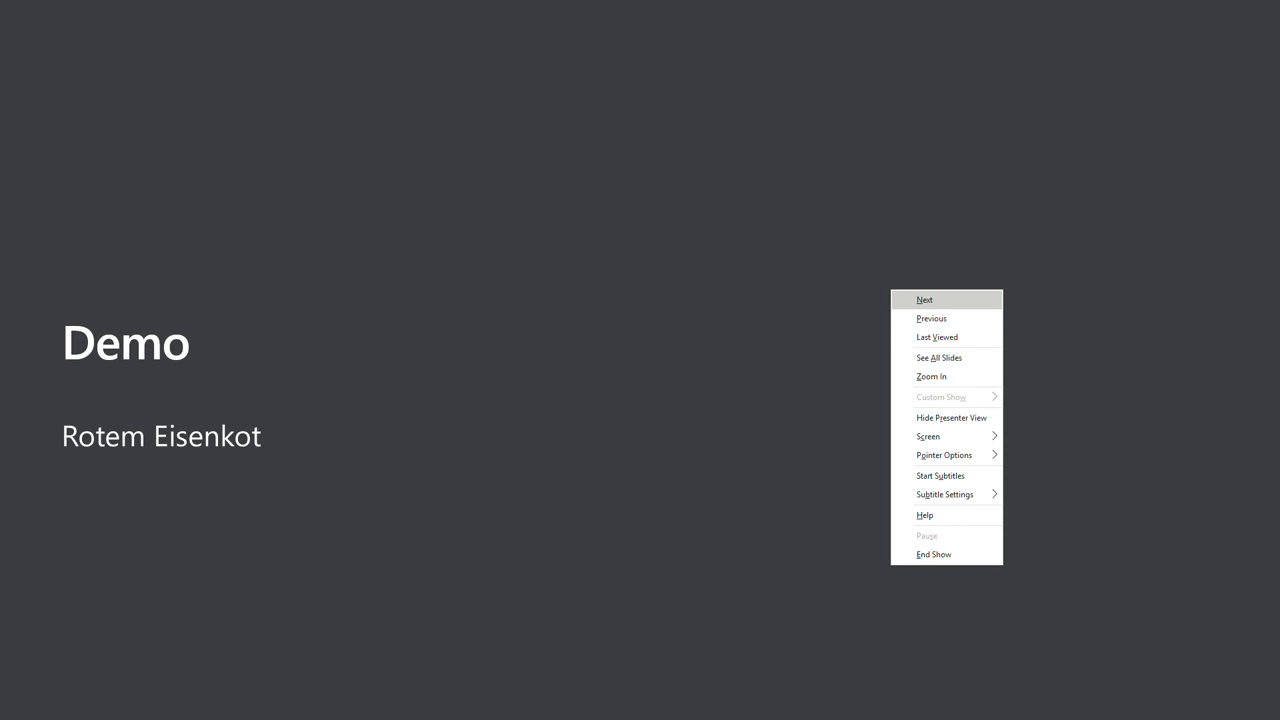 Demo
Rotem Eisenkot
Next
Previous
Last Viewed
See All Slides
Zoom In
Custom Show
Hide Presenter View
Screen
Pointer Options
Start Subtitles
Subtitle Settings
Help
Pause
End Show